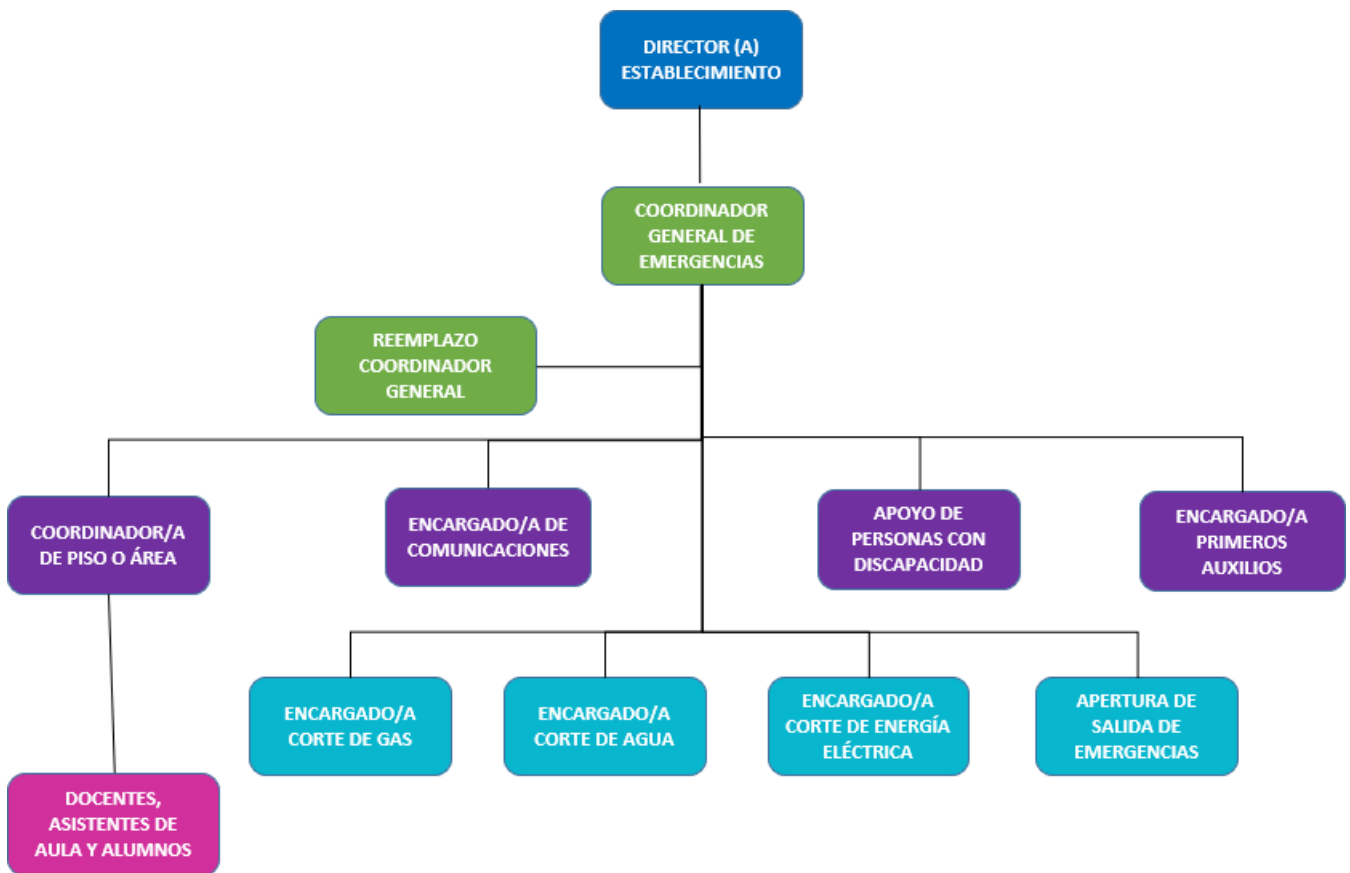 DIRECTOR (A)
ESTABLECIMIENTO
COORDINADOR
GENERAL DE
EMERGENCIAS
REEMPLAZO
COORDINADOR
GENERAL
COORDINADOR/A
DE PISO O ÁREA
ENCARGADO/A DE
COMUNICACIONES
APOYO DE
PERSONAS CON
DISCAPACIDAD
ENCARGADO/A
PRIMEROS
AUXILIOS
ENCARGADO/A
CORTE DE GAS
ENCARGADO/A
CORTE DE AGUA
ENCARGADO/A
CORTE DE ENERGÍA
ELÉCTRICA
APERTURA DE
SALIDA DE
EMERGENCIAS
DOCENTES,
ASISTENTES DE
AULA Y ALUMNOS